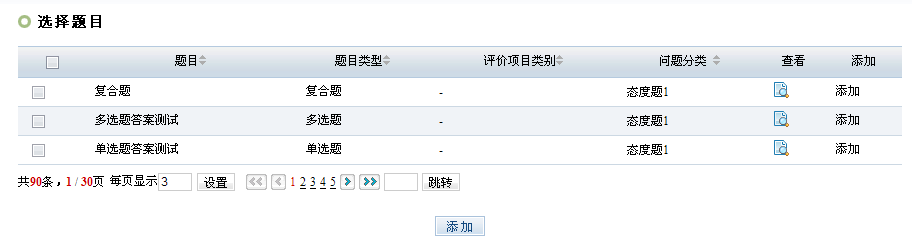 选择题目
题目 题目类型 评价项目类别 问题分类 查看 添加
复合题 复合题 - 态度题1 添加
多选题答案测试 多选题 - 态度题1 添加
单选题答案测试 单选题 - 态度题1 添加
共90条，1 / 30页 每页显示3 设置 1 2 3 4 5 跳转
添加